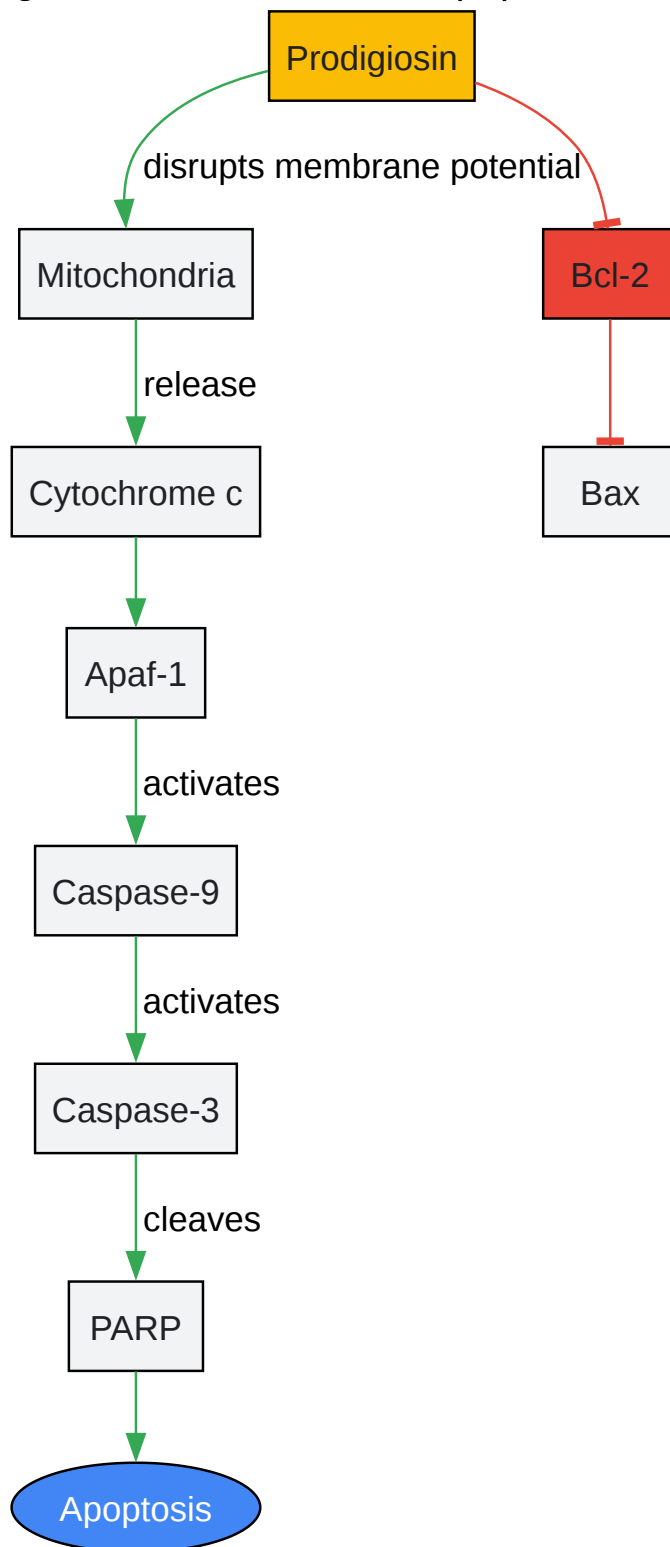 Prodigiosin
disrupts membrane potential
Mitochondria
Bcl-2
release
Cytochrome c
Bax
Apaf-1
activates
Caspase-9
activates
Caspase-3
cleaves
PARP
Apoptosis